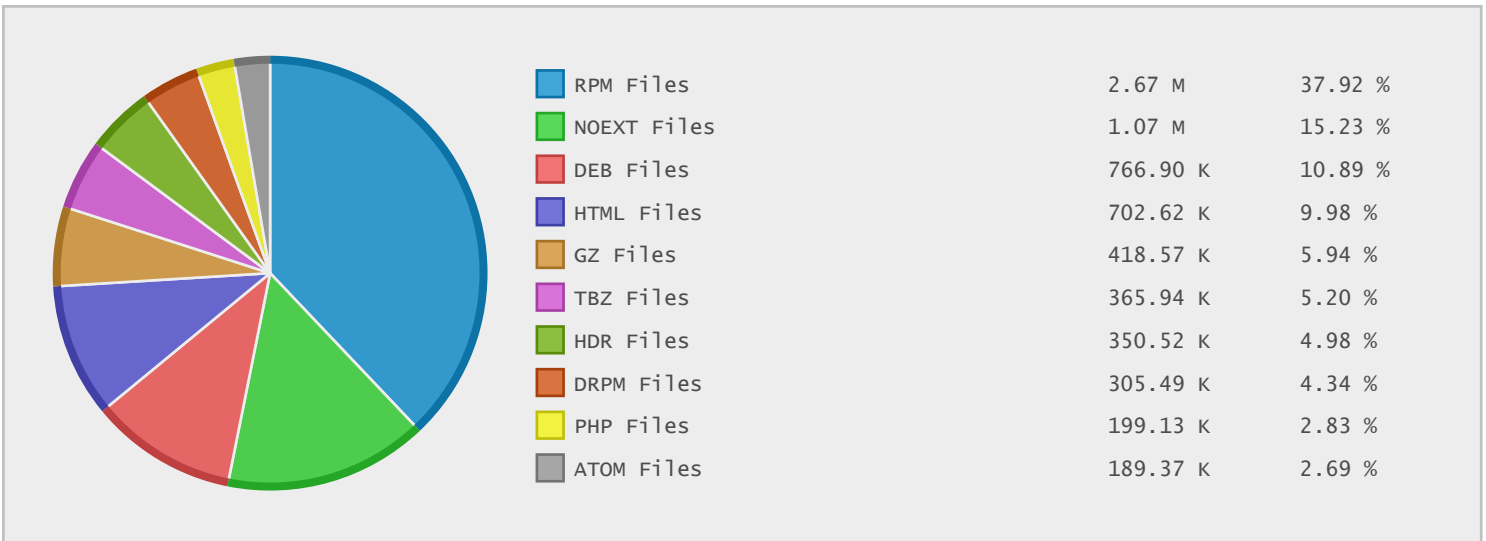 RPM Files 2.67 M 37.92 %
NOEXT Files 1.07 M 15.23 %
DEB Files 766.90 K 10.89 %
HTML Files 702.62 K 9.98 %
GZ Files 418.57 K 5.94 %
TBZ Files 365.94 K 5.20 %
HDR Files 350.52 K 4.98 %
DRPM Files 305.49 K 4.34 %
PHP Files 199.13 K 2.83 %
ATOM Files 189.37 K 2.69 %